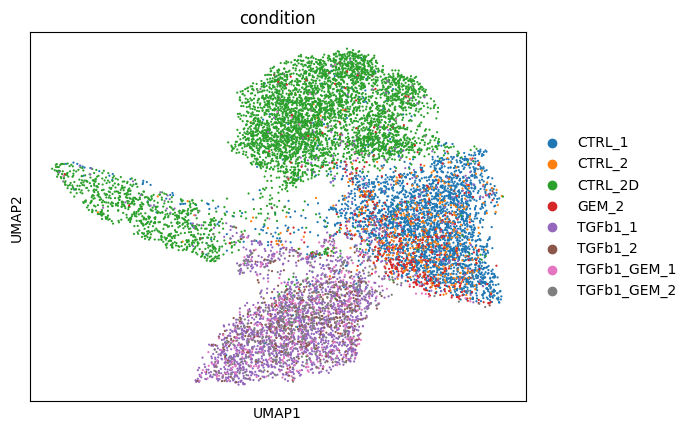 condition
UMAP2
UMAP1
CTRL_1
CTRL_2
CTRL_2D
GEM_2
TGFb1_1
TGFb1_2
TGFb1_GEM_1
TGFb1_GEM_2